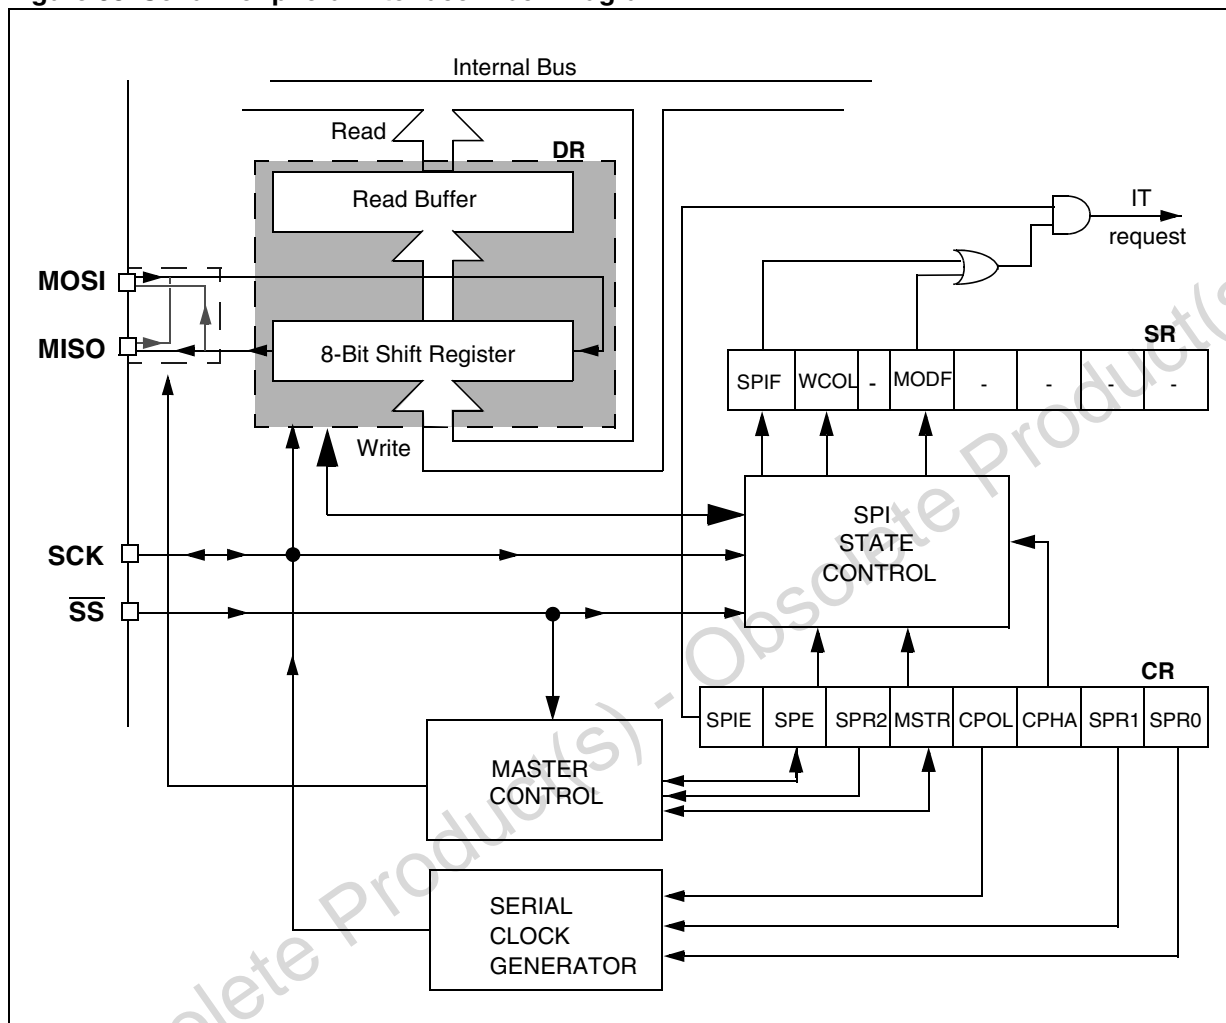 Internal Bus
Read
DR
Read Buffer
IT
request
MOSI
MISO
8-Bit Shift Register
SR
SPIF WCOL - MODF - - - -
Write
SPI
STATE
CONTROL
SCK
SS
CR
SPIE SPE SPR2 MSTR CPOL CPHA SPR1 SPR0
MASTER
CONTROL
SERIAL
CLOCK
GENERATOR
Product(s) - Obsolete Product(s